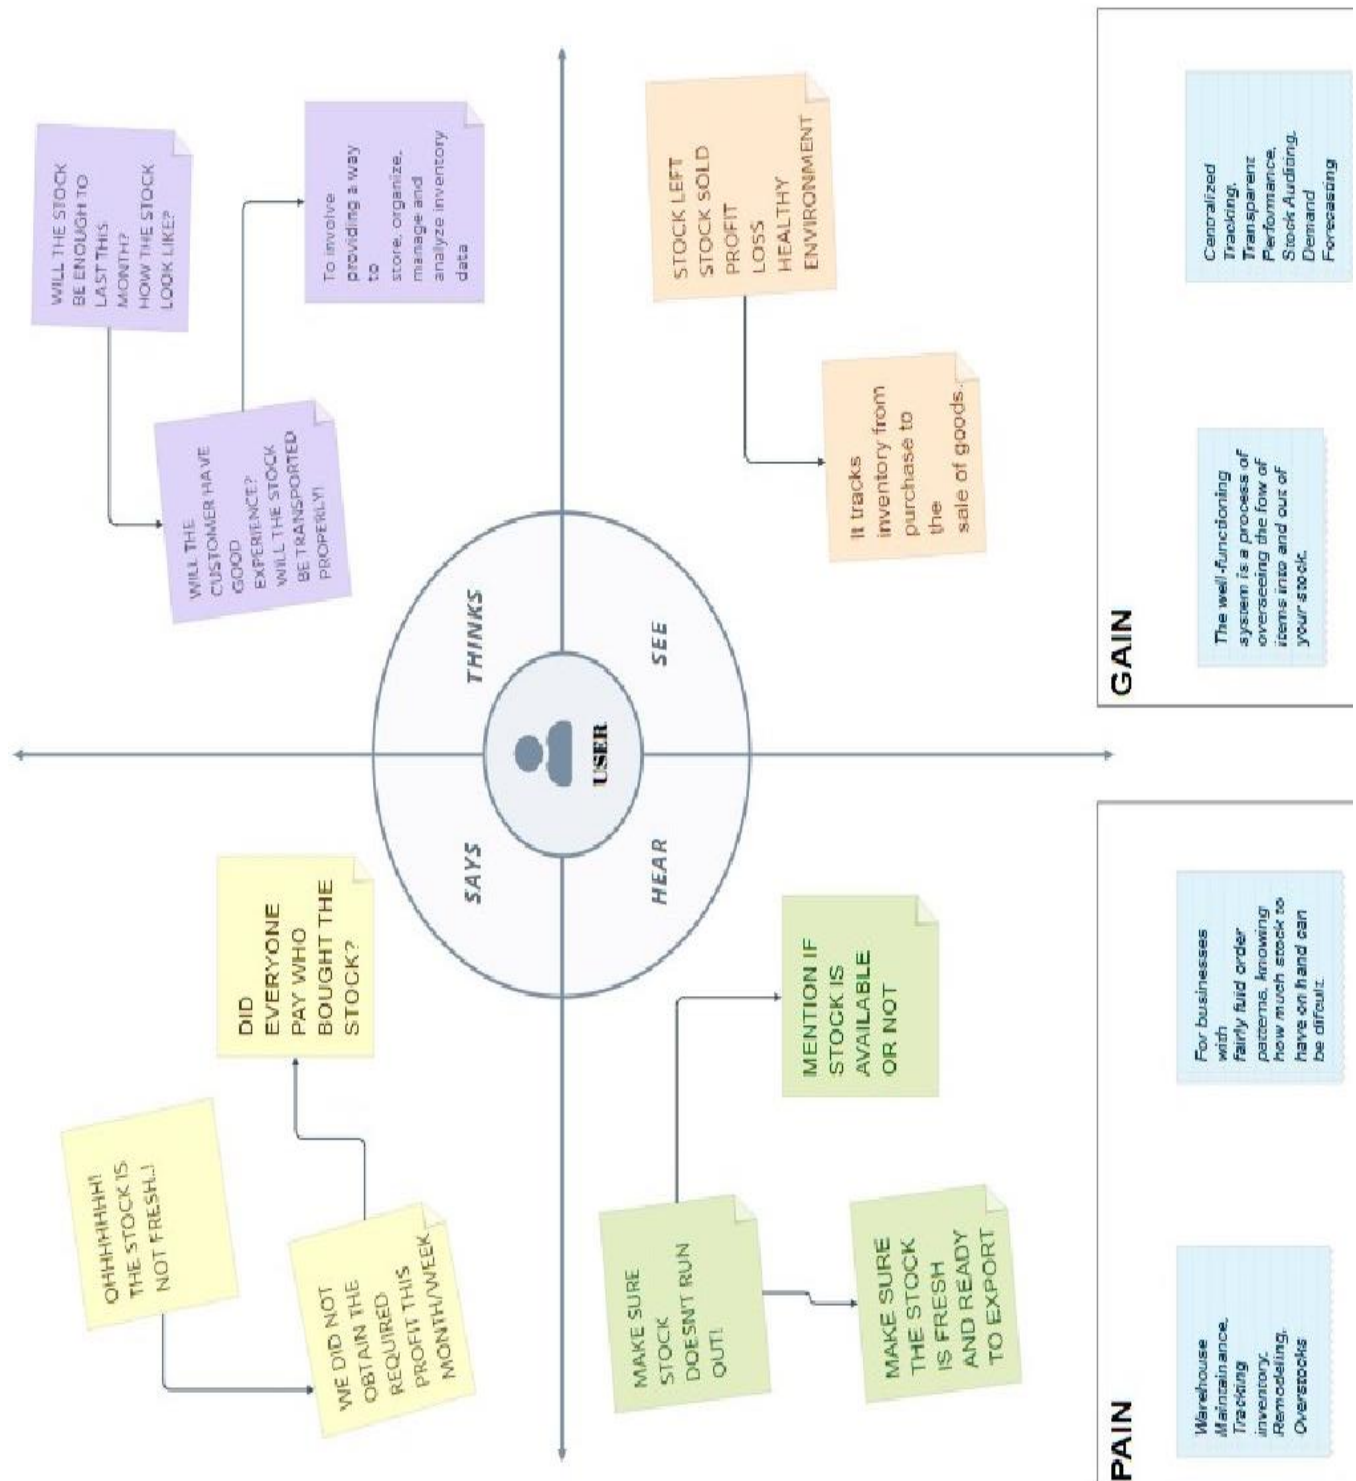 OHHHHHHH!
THE STOCK IS
NOT FRESH..!
WE DID NOT
OBTAIN THE
REQUIRED
PROFIT THIS
MONTH/WEEK
DID
EVERYONE
PAY WHO
BOUGHT THE
STOCK?
WILL THE STOCK
BE ENOUGH TO
LAST THIS
MONTH?
HOW THE STOCK
LOOK LIKE?
WILL THE
CUSTOMER HAVE
GOOD
EXPERIENCE?
WILL THE STOCK
BE TRANSPORTED
PROPERLY!
To involve
providing a way
to
store, organize,
manage and
analyze inventory
data
SAYS
THINKS
USER
HEAR
SEE
MAKE SURE
STOCK
DOESN'T RUN
OUT!
MENTION IF
STOCK IS
AVAILABLE
OR NOT
MAKE SURE
THE STOCK
IS FRESH
AND READY
TO EXPORT
STOCK LEFT
STOCK SOLD
PROFIT
LOSS
HEALTHY
ENVIRONMENT
It tracks
inventory from
purchase to
the
sale of goods.
PAIN
Warehouse
Maintainance,
Tracking
inventory,
Remodeling,
Overstocks
For businesses
with
fairly fuid order
patterns, knowing
how much stock to
have on hand can
be difcult.
GAIN
The well-functioning
system is a process of
overseeing the fow of
items into and out of
your stock.
Centralized
Tracking,
Transparent
Performance,
Stock Auditing,
Demand
Forecasting